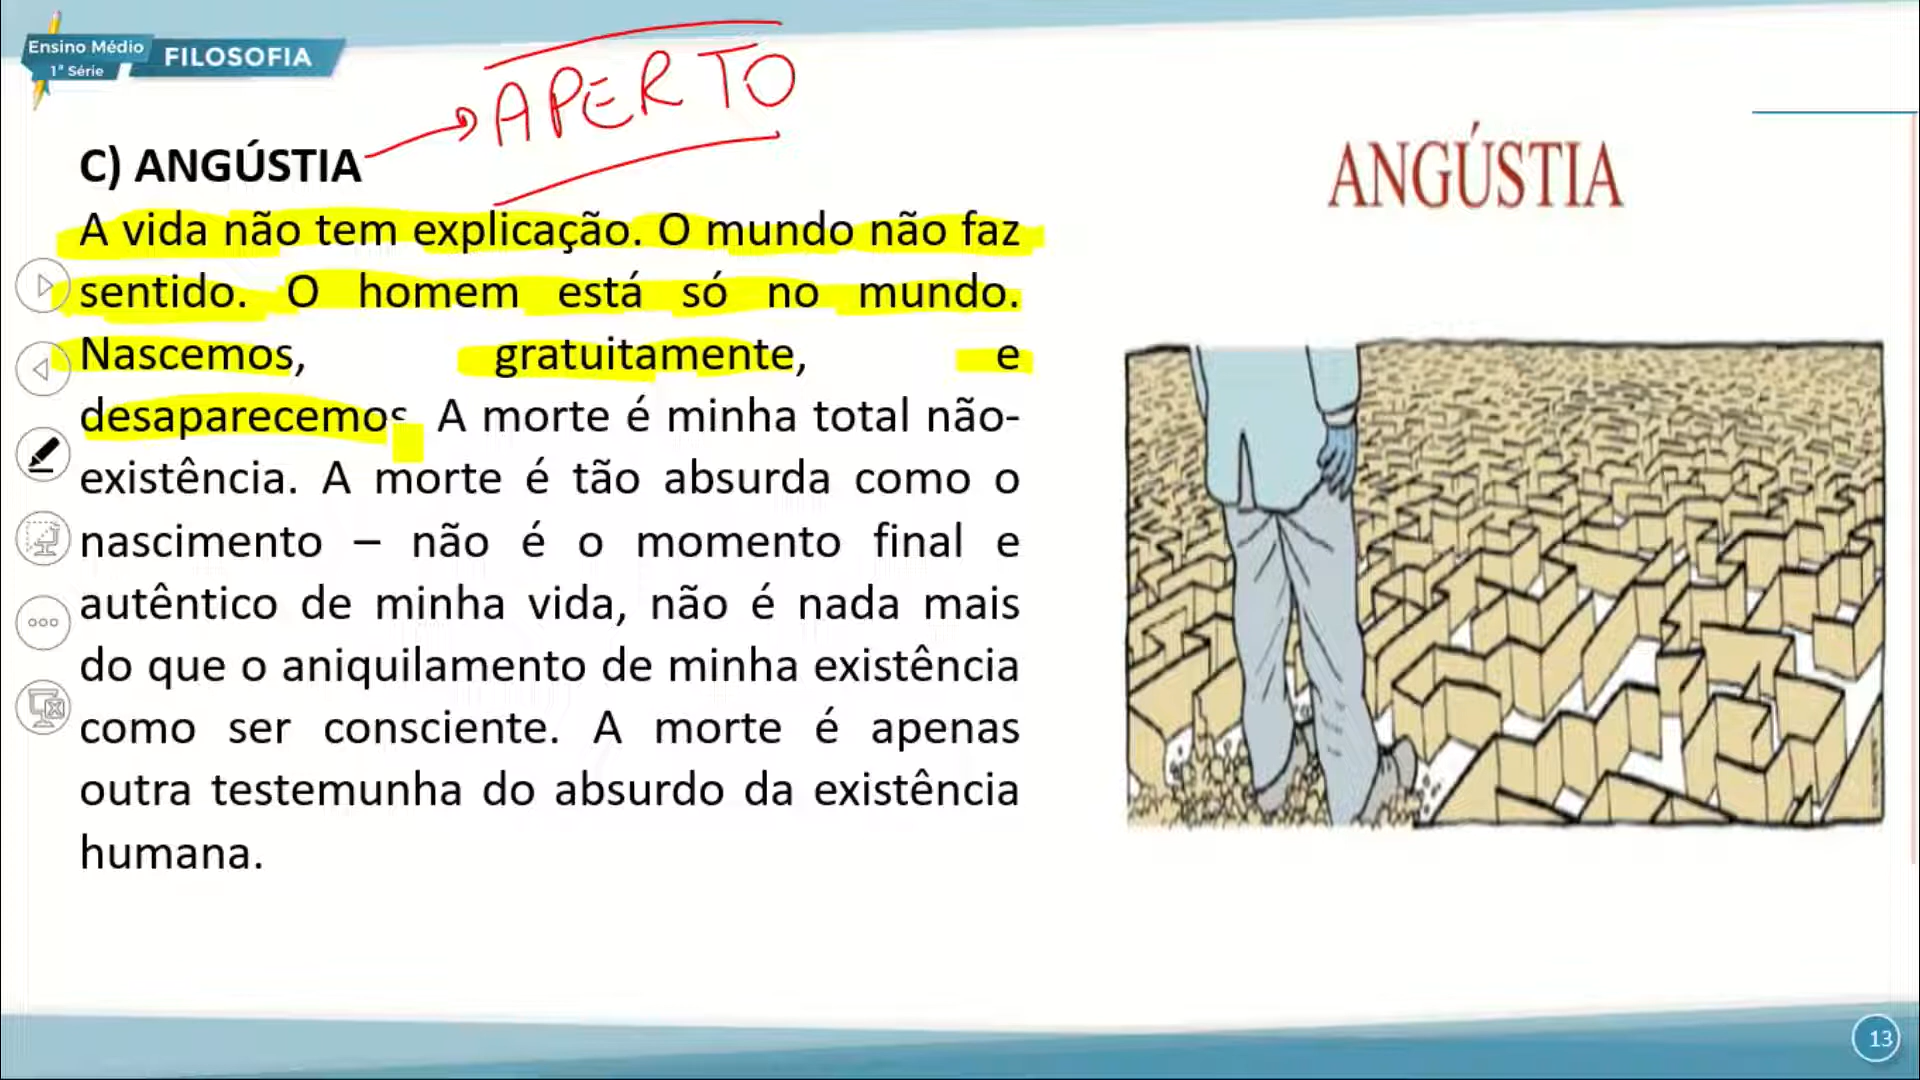 Ensino Médio
1ª Série
FILOSOFIA
APERTO
C) ANGÚSTIA
A vida não tem explicação. O mundo não faz
sentido. O homem está só no mundo.
Nascemos, gratuitamente, e
desaparecemos. A morte é minha total não-
existência. A morte é tão absurda como o
nascimento – não é o momento final e
autêntico de minha vida, não é nada mais
do que o aniquilamento de minha existência
como ser consciente. A morte é apenas
outra testemunha do absurdo da existência
humana.
ANGÚSTIA
13